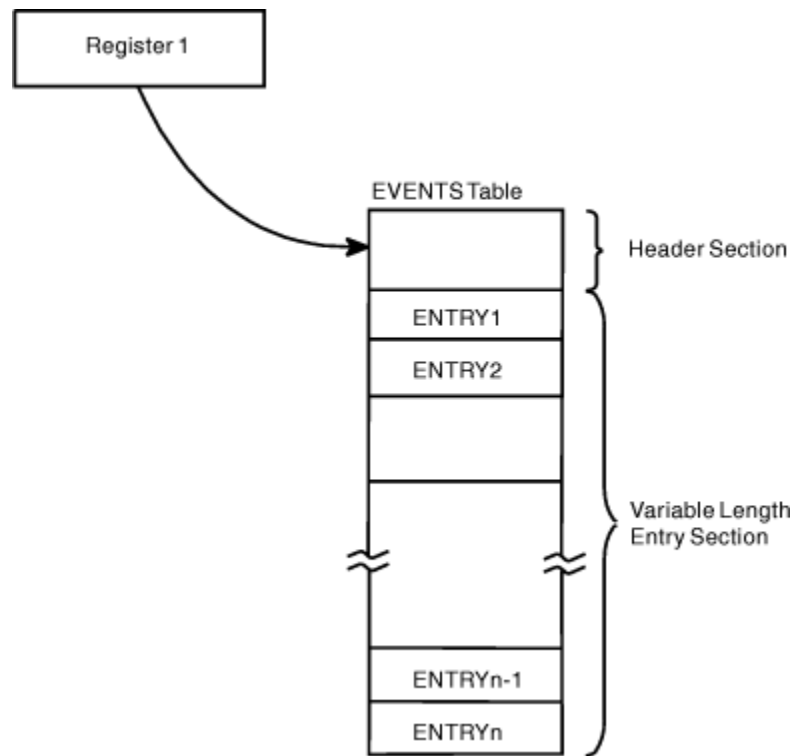 Register 1
EVENTS Table
Header Section
ENTRY1
ENTRY2
Variable Length
Entry Section
ENTRYn-1
ENTRYn